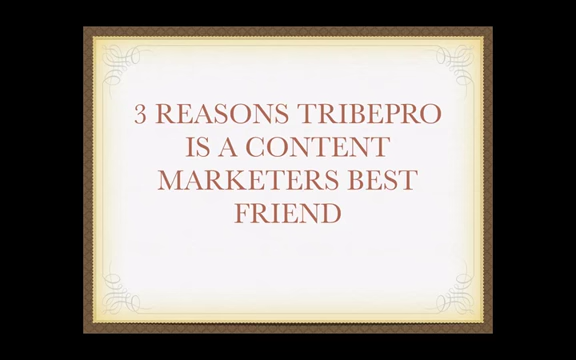 3 REASONS TRIBEPRO
IS A CONTENT
MARKETERS BEST
FRIEND